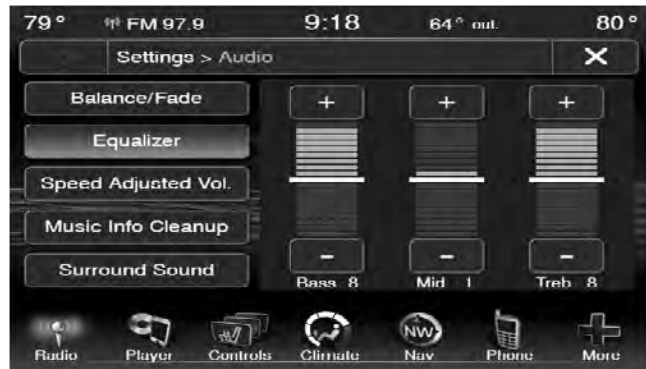 79° FM 97.9 9:18 64° out. 80°
Settings > Audio X
Balance/Fade + + +
Equalizer
Speed Adjusted Vol.
Music Info Cleanup
Surround Sound - - -
Bass 8 Mid 1 Treb 8
NW
Radio Player Controls Climate Nav Phone More